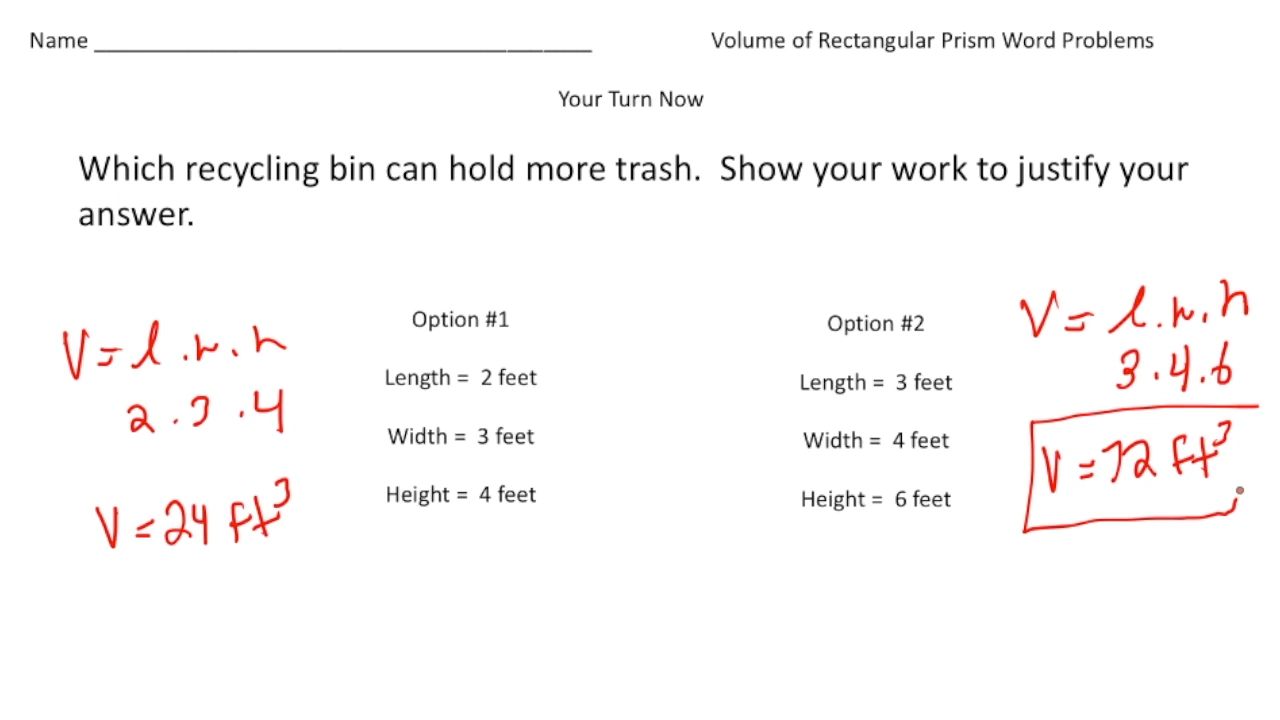 Name ________________________________________ Volume of Rectangular Prism Word Problems
Your Turn Now
Which recycling bin can hold more trash. Show your work to justify your
answer.
V = l . w . h
2 . 3 . 4
V = 24 ft³
Option #1
Length = 2 feet
Width = 3 feet
Height = 4 feet
Option #2
Length = 3 feet
Width = 4 feet
Height = 6 feet
V = l . w . h
3 . 4 . 6
V = 72 ft³